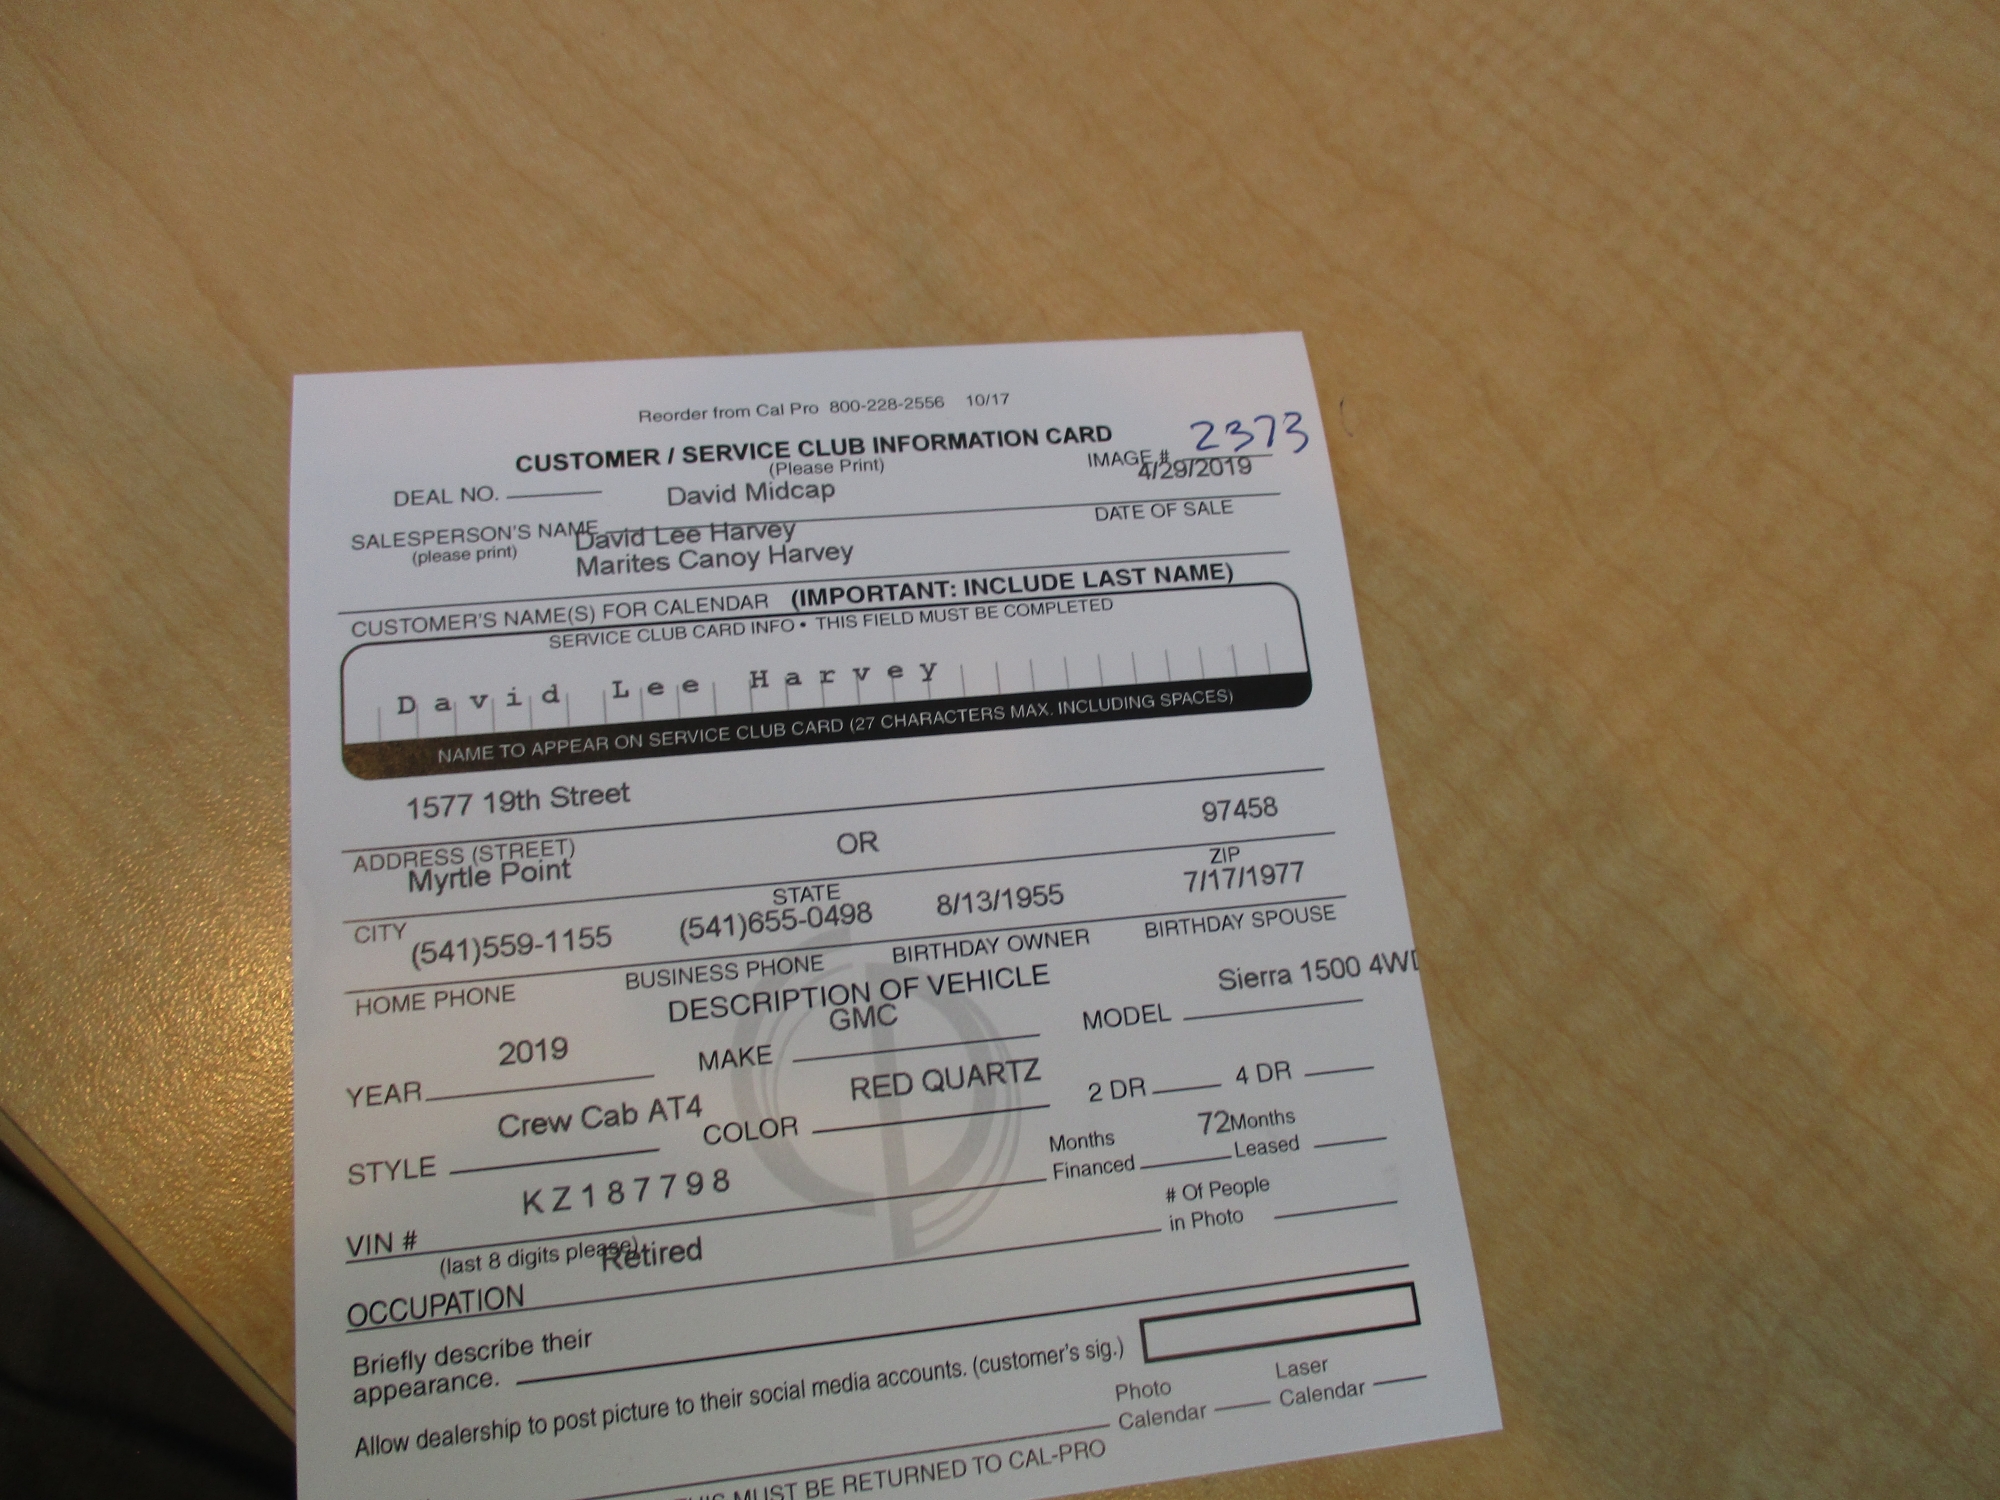 Reorder from Cal Pro 800-228-2556 10/17
CUSTOMER / SERVICE CLUB INFORMATION CARD
2373
(Please Print)
IMAGE #
DEAL NO.
David Midcap
4/29/2019
SALESPERSON'S NAME
DATE OF SALE
(please print)
David Lee Harvey
Marites Canoy Harvey
CUSTOMER'S NAME(S) FOR CALENDAR (IMPORTANT: INCLUDE LAST NAME)
SERVICE CLUB CARD INFO • THIS FIELD MUST BE COMPLETED
David Lee Harvey
NAME TO APPEAR ON SERVICE CLUB CARD (27 CHARACTERS MAX. INCLUDING SPACES)
1577 19th Street
ADDRESS (STREET)
Myrtle Point OR 97458
CITY STATE ZIP
(541)559-1155 (541)655-0498 8/13/1955 7/17/1977
HOME PHONE BUSINESS PHONE BIRTHDAY OWNER BIRTHDAY SPOUSE
DESCRIPTION OF VEHICLE
YEAR 2019 MAKE GMC MODEL Sierra 1500 4WD
STYLE Crew Cab AT4 COLOR RED QUARTZ 2 DR 4 DR
VIN # KZ187798 Months Financed 72 Months Leased
(last 8 digits please)
# Of People in Photo
OCCUPATION Retired
Briefly describe their
appearance.
Allow dealership to post picture to their social media accounts. (customer's sig.)
Photo Calendar Laser Calendar
MUST BE RETURNED TO CAL-PRO